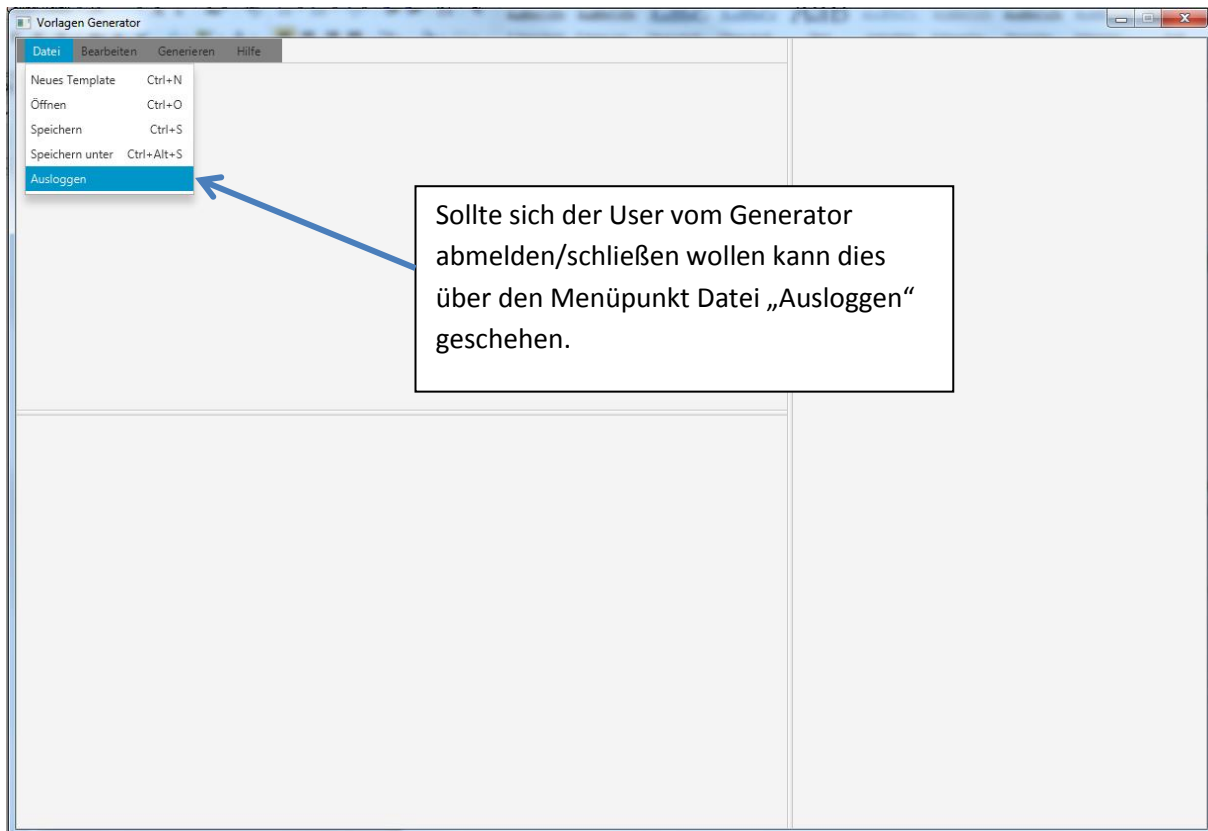 Vorlagen Generator
Datei Bearbeiten Generieren Hilfe
Neues Template Ctrl+N
Öffnen Ctrl+O
Speichern Ctrl+S
Speichern unter Ctrl+Alt+S
Ausloggen
Sollte sich der User vom Generator
abmelden/schließen wollen kann dies
über den Menüpunkt Datei „Ausloggen“
geschehen.